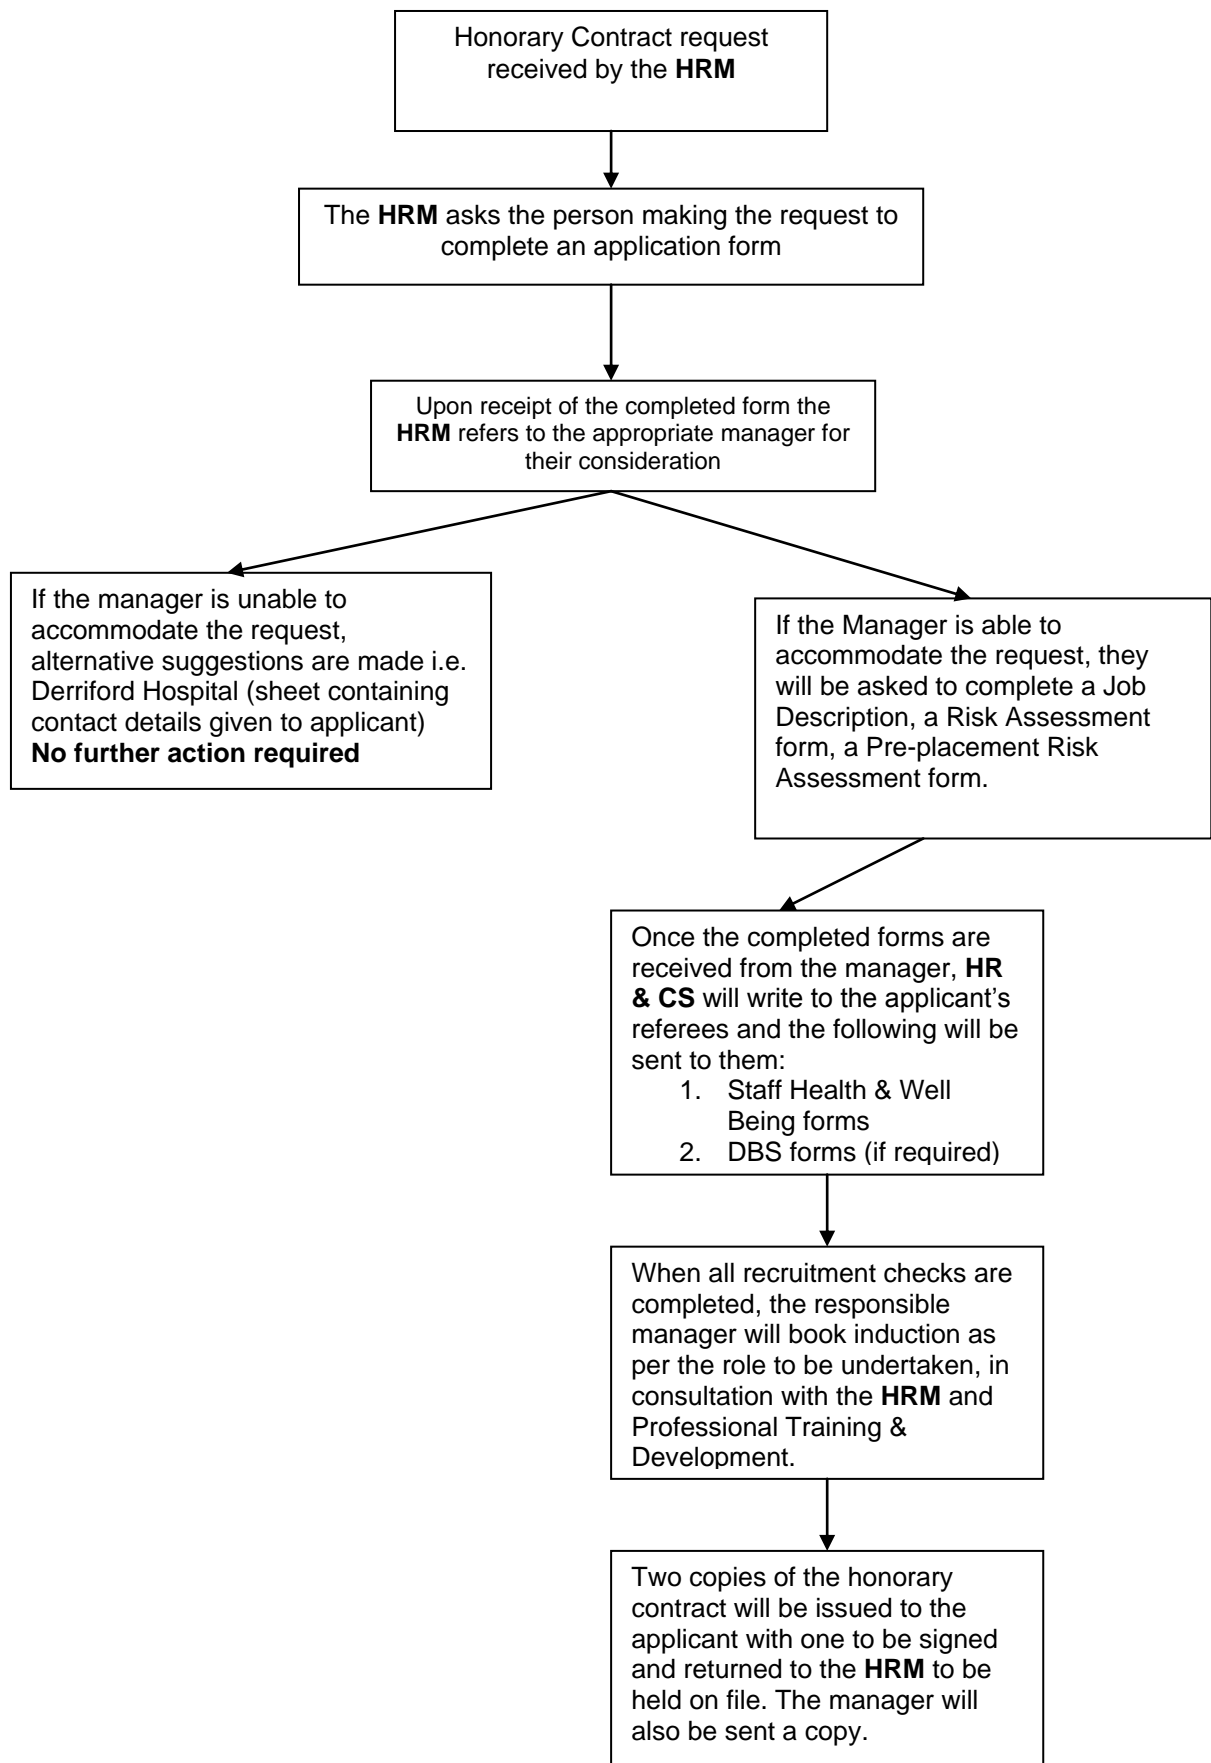 Honorary Contract request
received by the HRM
The HRM asks the person making the request to
complete an application form
Upon receipt of the completed form the
HRM refers to the appropriate manager for
their consideration
If the manager is unable to
accommodate the request,
alternative suggestions are made i.e.
Derriford Hospital (sheet containing
contact details given to applicant)
No further action required
If the Manager is able to
accommodate the request, they
will be asked to complete a Job
Description, a Risk Assessment
form, a Pre-placement Risk
Assessment form.
Once the completed forms are
received from the manager, HR
& CS will write to the applicant’s
referees and the following will be
sent to them:
1. Staff Health & Well
Being forms
2. DBS forms (if required)
When all recruitment checks are
completed, the responsible
manager will book induction as
per the role to be undertaken, in
consultation with the HRM and
Professional Training &
Development.
Two copies of the honorary
contract will be issued to the
applicant with one to be signed
and returned to the HRM to be
held on file. The manager will
also be sent a copy.